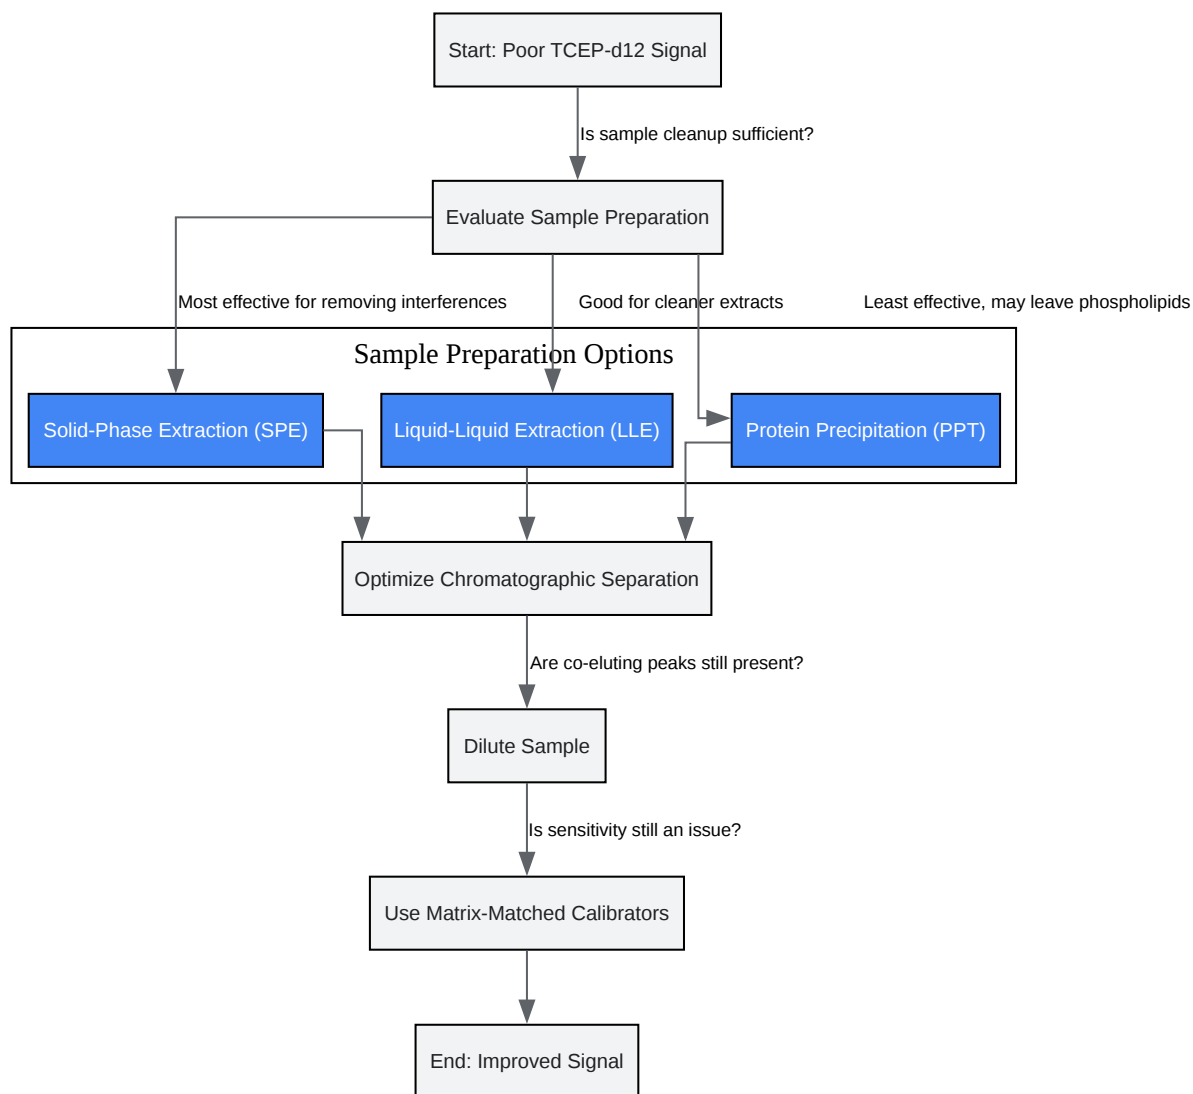 Start: Poor TCEP-d12 Signal
Is sample cleanup sufficient?
Evaluate Sample Preparation
Most effective for removing interferences
Good for cleaner extracts
Least effective, may leave phospholipids
Sample Preparation Options
Solid-Phase Extraction (SPE)
Liquid-Liquid Extraction (LLE)
Protein Precipitation (PPT)
Optimize Chromatographic Separation
Are co-eluting peaks still present?
Dilute Sample
Is sensitivity still an issue?
Use Matrix-Matched Calibrators
End: Improved Signal